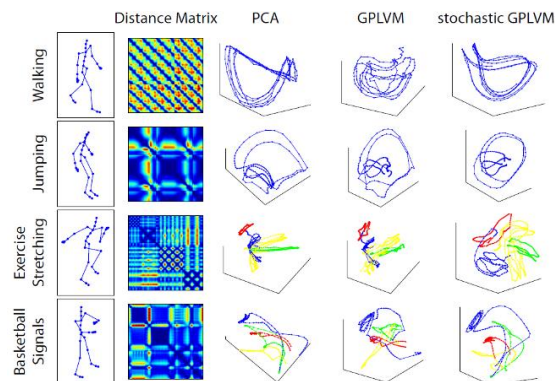 Distance Matrix PCA GPLVM stochastic GPLVM
Walking
Jumping
Exercise
Stretching
Basketball
Signals